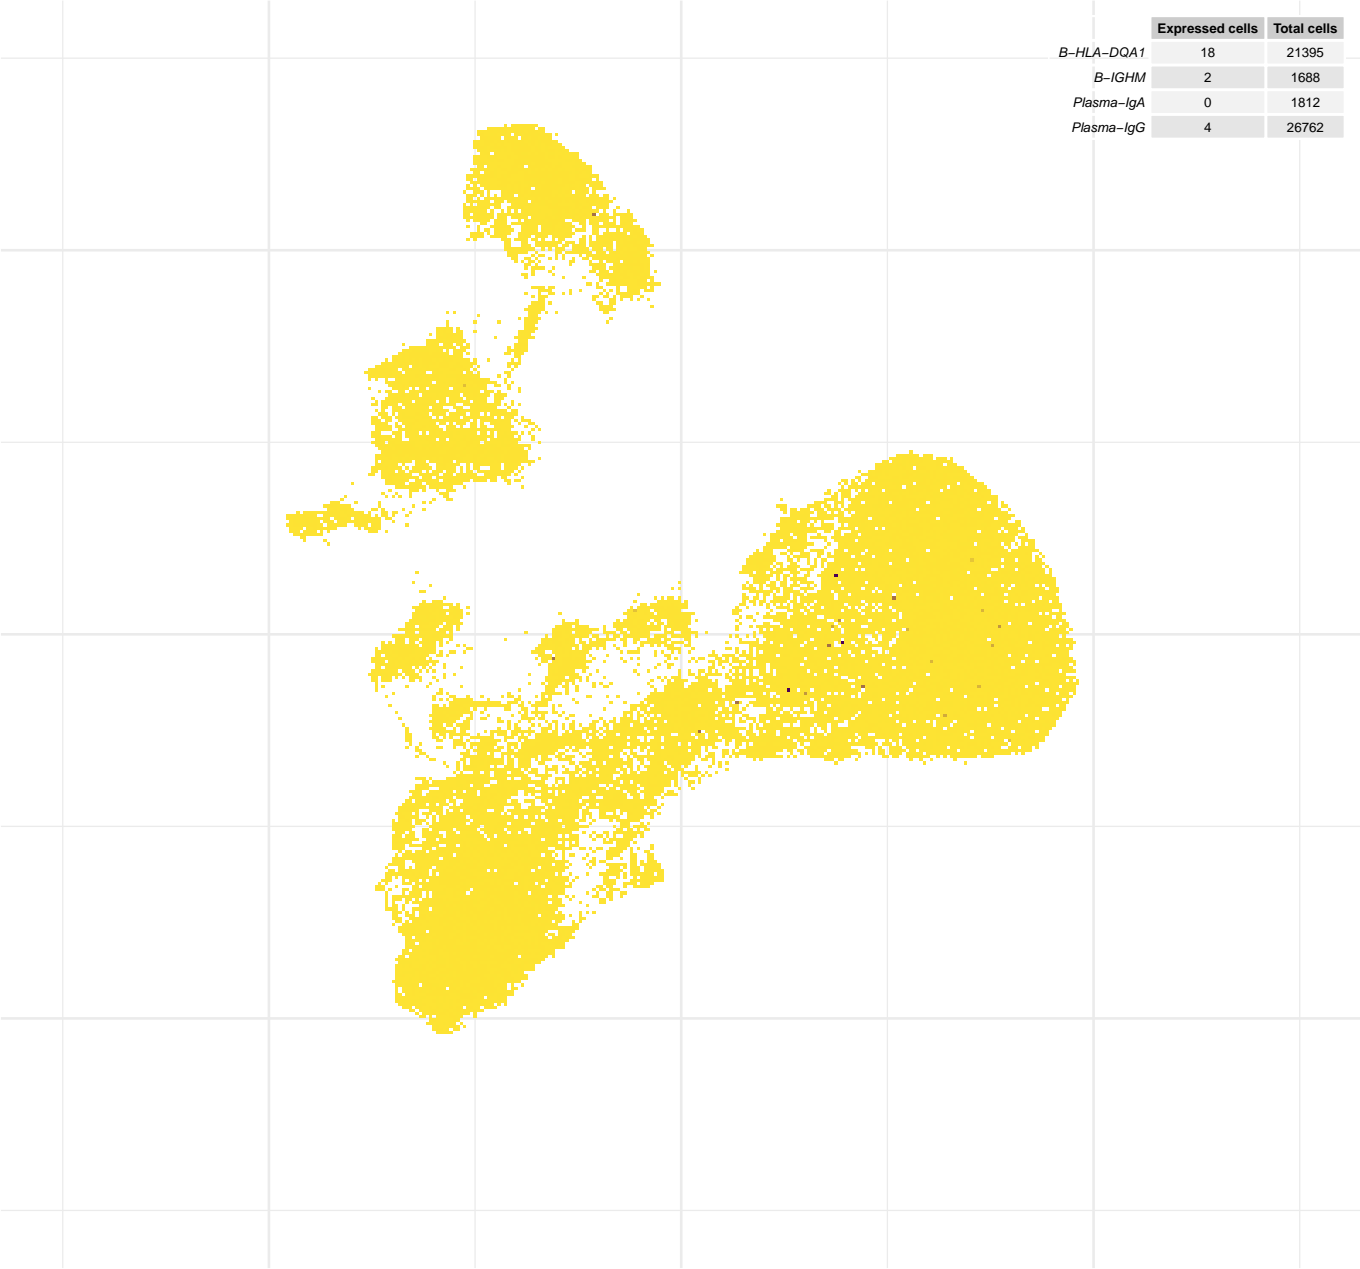 Expressed cells Total cells
B−HLA−DQA1 18 21395
B−IGHM 2 1688
Plasma−IgA 0 1812
Plasma−IgG 4 26762